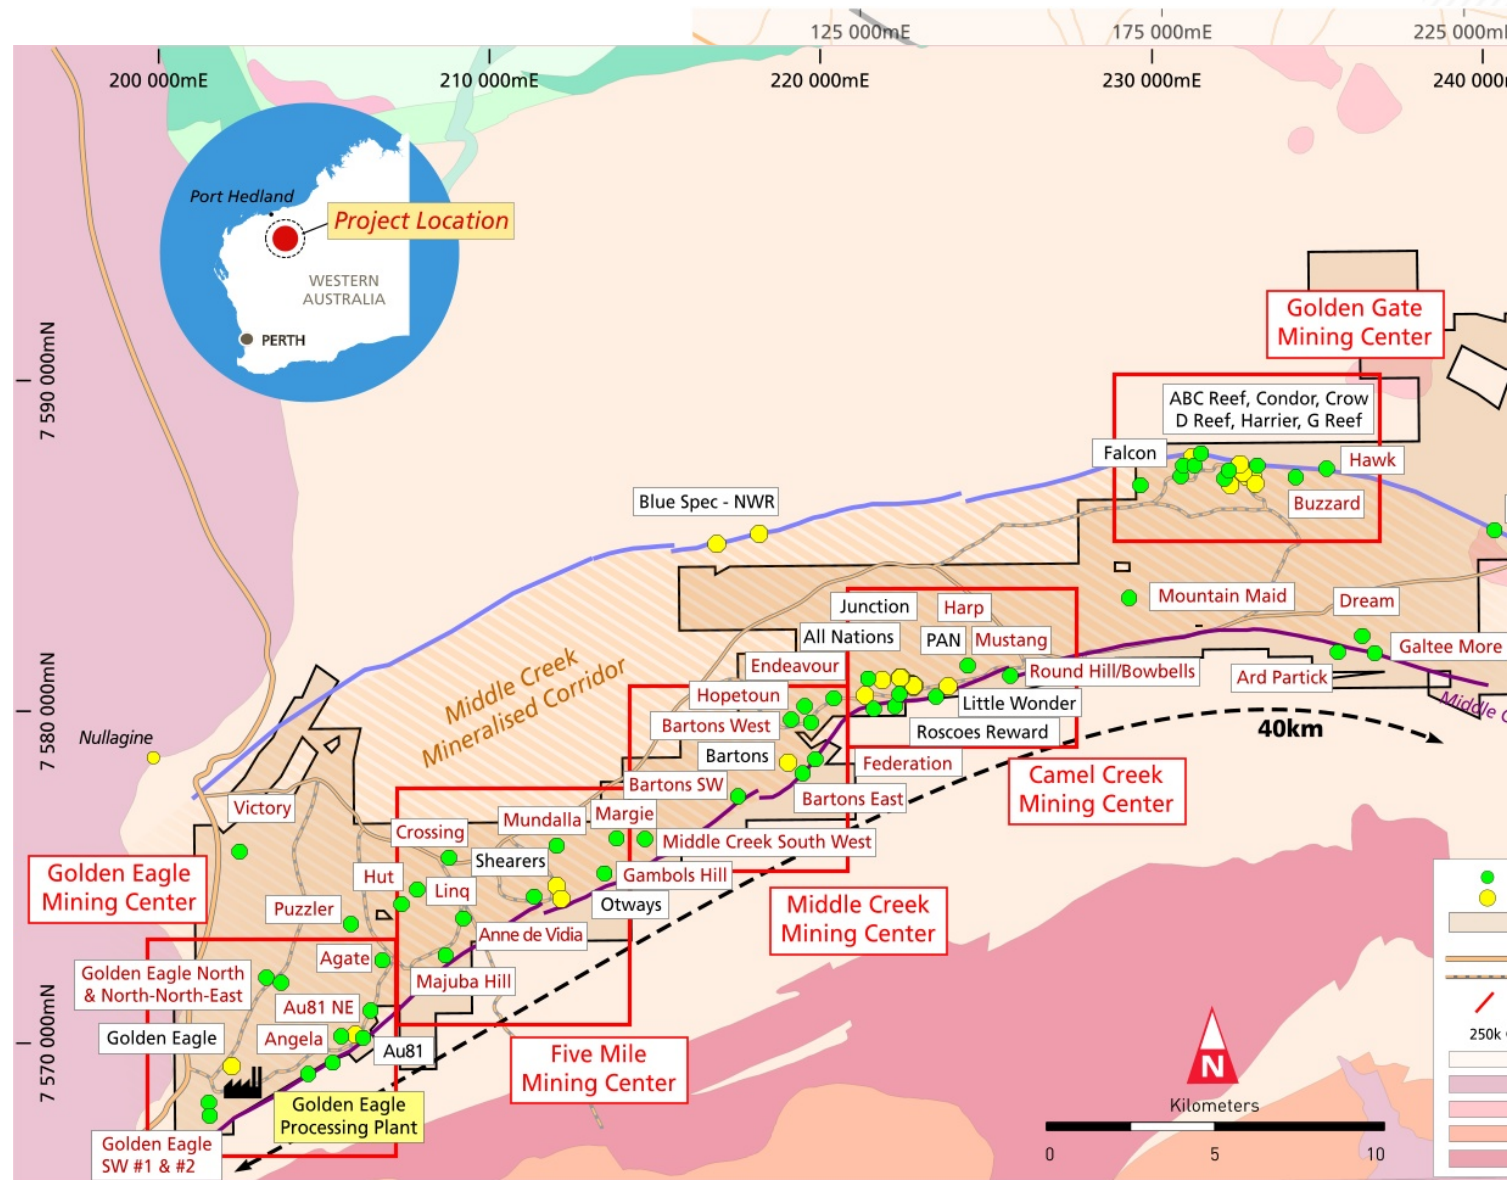 125 000mE
175 000mE
200 000mE
210 000mE
220 000mE
230 000mE
7 590 000mN
7 580 000mN
7 570 000mN
Port Hedland
Project Location
WESTERN
AUSTRALIA
PERTH
Golden Gate
Mining Center
ABC Reef, Condor, Crow
D Reef, Harrier, G Reef
Falcon
Hawk
Buzzard
Blue Spec - NWR
Mountain Maid
Dream
Junction
Harp
All Nations
PAN
Mustang
Galtee More
Endeavour
Round Hill/Bowbells
Ard Partick
Middle Creek
Mineralised Corridor
Hopetoun
Little Wonder
Middle
Bartons West
Roscoes Reward
40km
Nullagine
Bartons
Federation
Camel Creek
Mining Center
Bartons SW
Bartons East
Victory
Mundalla
Margie
Crossing
Middle Creek South West
Shearers
Golden Eagle
Mining Center
Hut
Linq
Gambols Hill
Otways
Puzzler
Middle Creek
Mining Center
Anne de Vidia
Agate
Golden Eagle North
& North-North-East
Majuba Hill
Au81 NE
Golden Eagle
Angela
Au81
Five Mile
Mining Center
N
250k
Golden Eagle
Processing Plant
Kilometers
0 5 10
Golden Eagle
SW #1 & #2